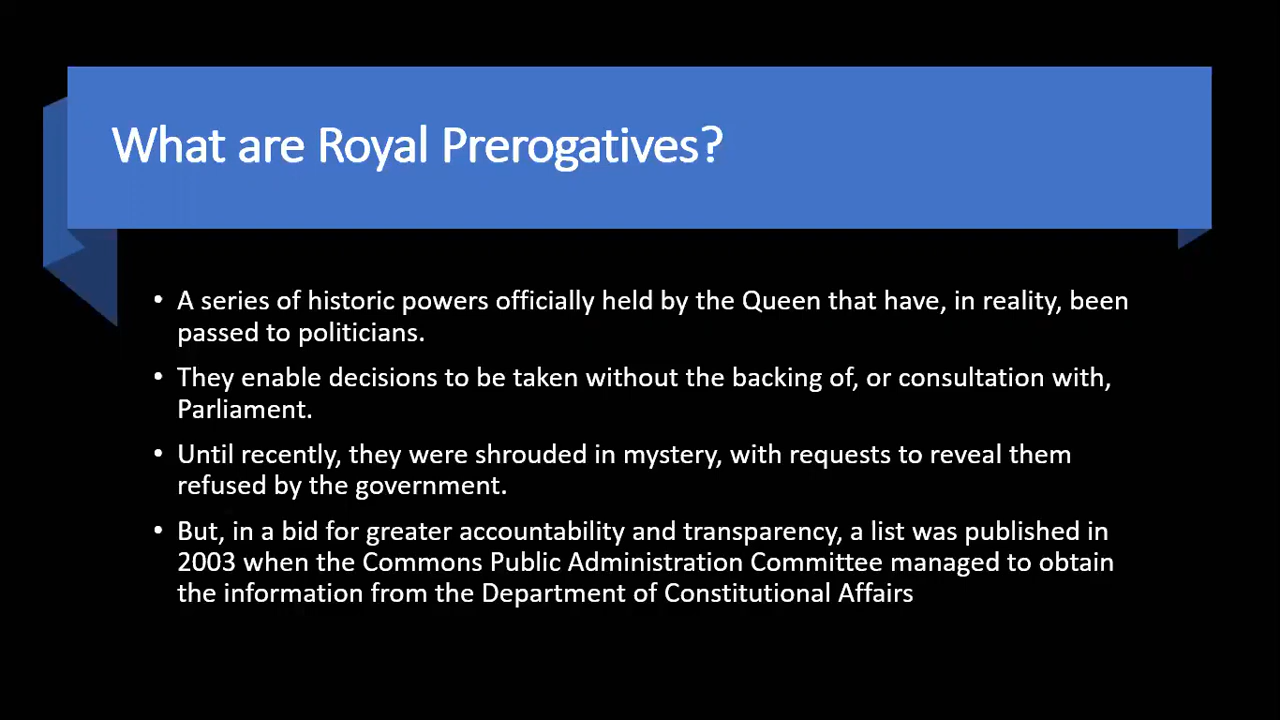 What are Royal Prerogatives?
• A series of historic powers officially held by the Queen that have, in reality, been
passed to politicians.
• They enable decisions to be taken without the backing of, or consultation with,
Parliament.
• Until recently, they were shrouded in mystery, with requests to reveal them
refused by the government.
• But, in a bid for greater accountability and transparency, a list was published in
2003 when the Commons Public Administration Committee managed to obtain
the information from the Department of Constitutional Affairs